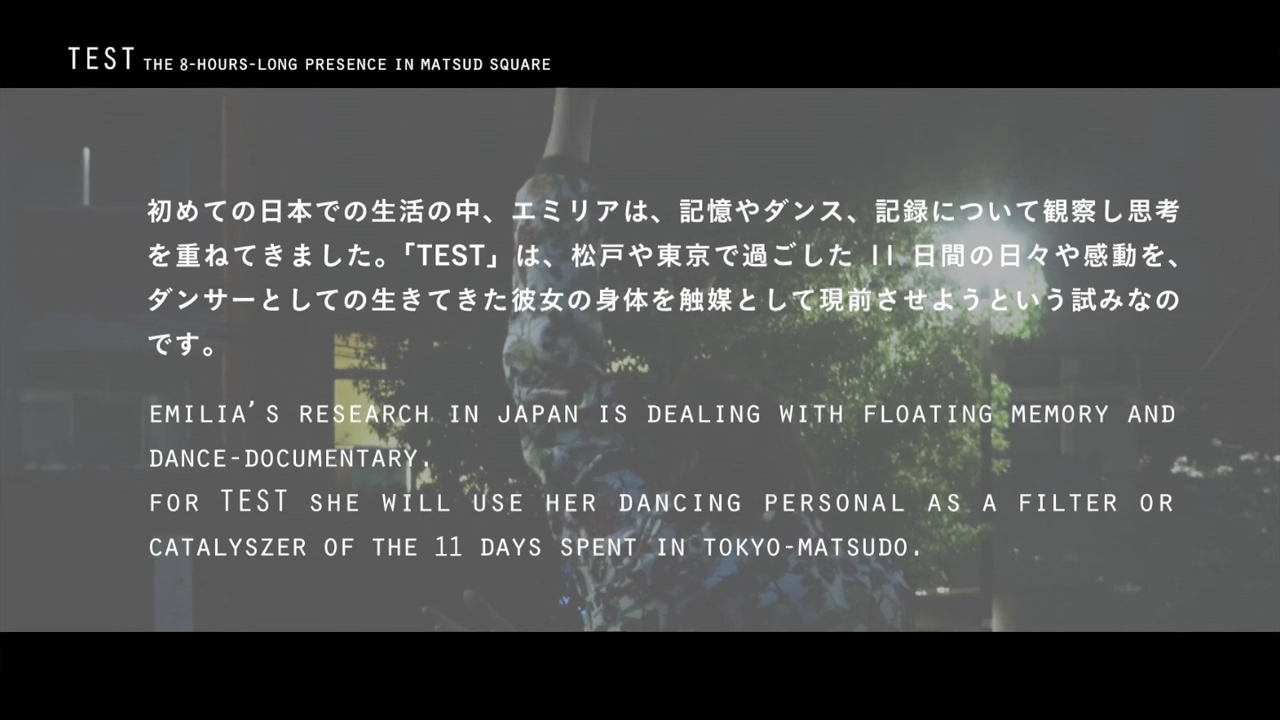 TEST THE 8-HOURS-LONG PRESENCE IN MATSUD SQUARE
初めての日本での生活の中、エミリアは、記憶やダンス、記録について観察し思考
を重ねてきました。「TEST」は、松戸や東京で過ごした 11 日間の日々や感動を、
ダンサーとしての生きてきた彼女の身体を触媒として現前させようという試みなの
です。
EMILIA'S RESEARCH IN JAPAN IS DEALING WITH FLOATING MEMORY AND
DANCE-DOCUMENTARY.
FOR TEST SHE WILL USE HER DANCING PERSONAL AS A FILTER OR
CATALYSZER OF THE 11 DAYS SPENT IN TOKYO-MATSUDO.